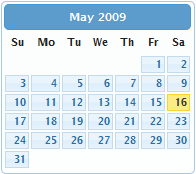 May 2009
Su Mo Tu We Th Fr Sa
1 2
3 4 5 6 7 8 9
10 11 12 13 14 15 16
17 18 19 20 21 22 23
24 25 26 27 28 29 30
31